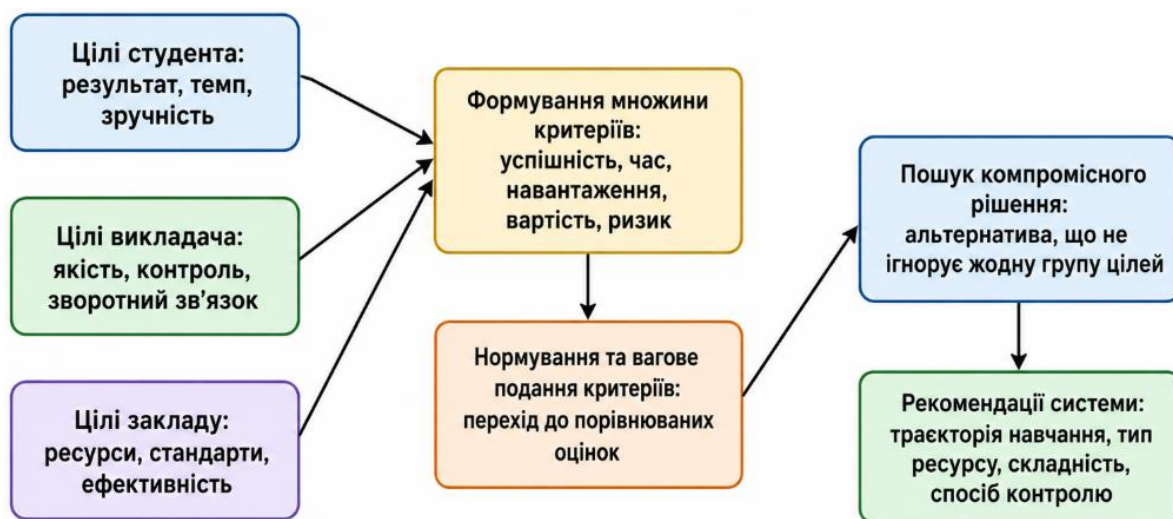 Цілі студента:
результат, темп,
зручність
Цілі викладача:
якість, контроль,
зворотний зв’язок
Цілі закладу:
ресурси, стандарти,
ефективність
Формування множини
критеріїв:
успішність, час,
навантаження,
вартість, ризик
Нормування та вагове
подання критеріїв:
перехід до порівнюваних
оцінок
Пошук компромісного
рішення:
альтернатива, що не
ігнорує жодну групу цілей
Рекомендації системи:
траєкторія навчання, тип
ресурсу, складність,
спосіб контролю